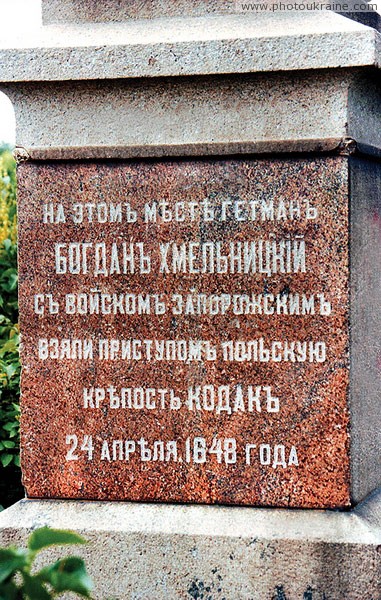 www.photoukraine.com
НА ЭТОМЪ МѢСТѢ ГЕТМАНЪ
БОГДАНЪ ХМЕЛЬНИЦКІЙ
СЪ ВОЙСКОМЪ ЗАПОРОЖСКИМЪ
ВЗЯЛИ ПРИСТУПОМЪ ПОЛЬСКУЮ
КРѢПОСТЬ КОДАКЪ
24 АПРѢЛЯ, 1648 ГОДА